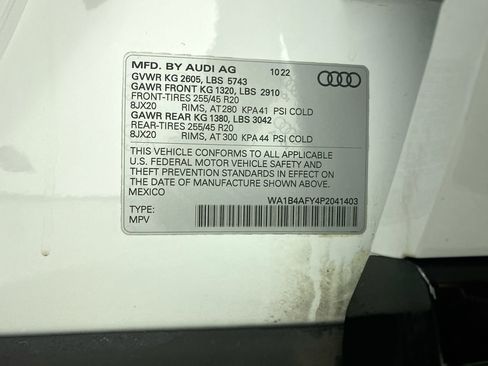 MFD. BY AUDI AG 10 22
GVWR KG 2605, LBS 5743
GAWR FRONT KG 1320, LBS 2910
FRONT-TIRES 255/45 R20
8JX20 RIMS, AT 280 KPA 41 PSI COLD
GAWR REAR KG 1380, LBS 3042
REAR-TIRES 255/45 R20
8JX20 RIMS, AT 300 KPA 44 PSI COLD
THIS VEHICLE CONFORMS TO ALL APPLICABLE
U.S. FEDERAL MOTOR VEHICLE SAFETY AND
THEFT PREVENTION STANDARDS IN EFFECT ON
THE DATE OF MANUFACTURE SHOWN ABOVE.
MEXICO WA1B4AFY4P2041403
TYPE:
MPV